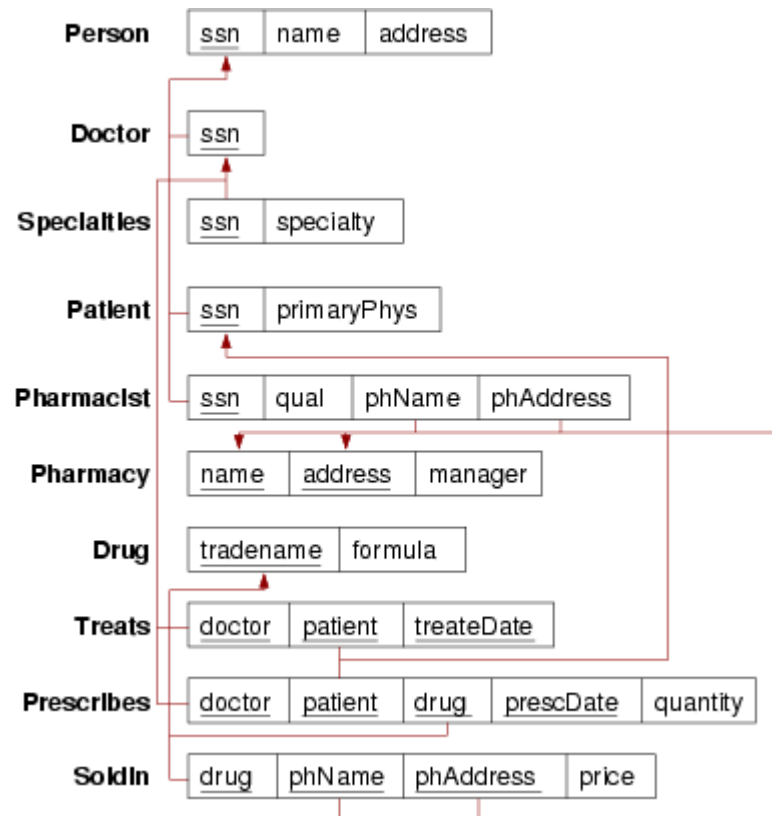 Person ssn name address
Doctor ssn
Specialties ssn specialty
Patient ssn primaryPhys
Pharmacist ssn qual phName phAddress
Pharmacy name address manager
Drug tradename formula
Treats doctor patient treateDate
Prescribes doctor patient drug prescDate quantity
SoldIn drug phName phAddress price